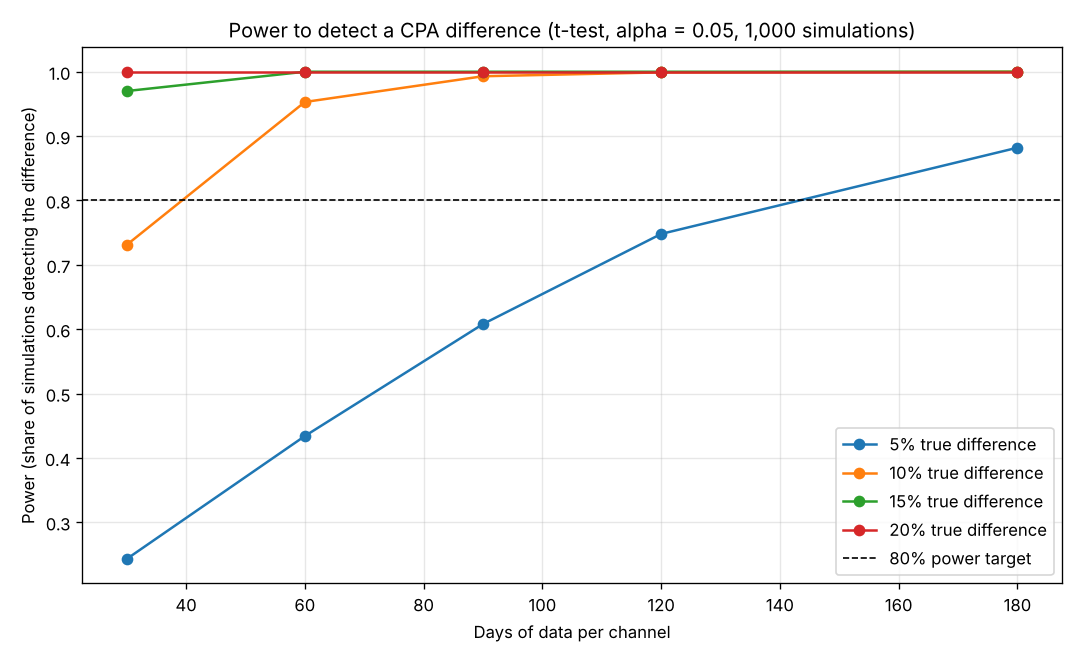 Power to detect a CPA difference (t-test, alpha = 0.05, 1,000 simulations)
Power (share of simulations detecting the difference)
1.0
0.9
0.8
0.7
0.6
0.5
0.4
0.3
40 60 80 100 120 140 160 180
Days of data per channel
5% true difference
10% true difference
15% true difference
20% true difference
80% power target